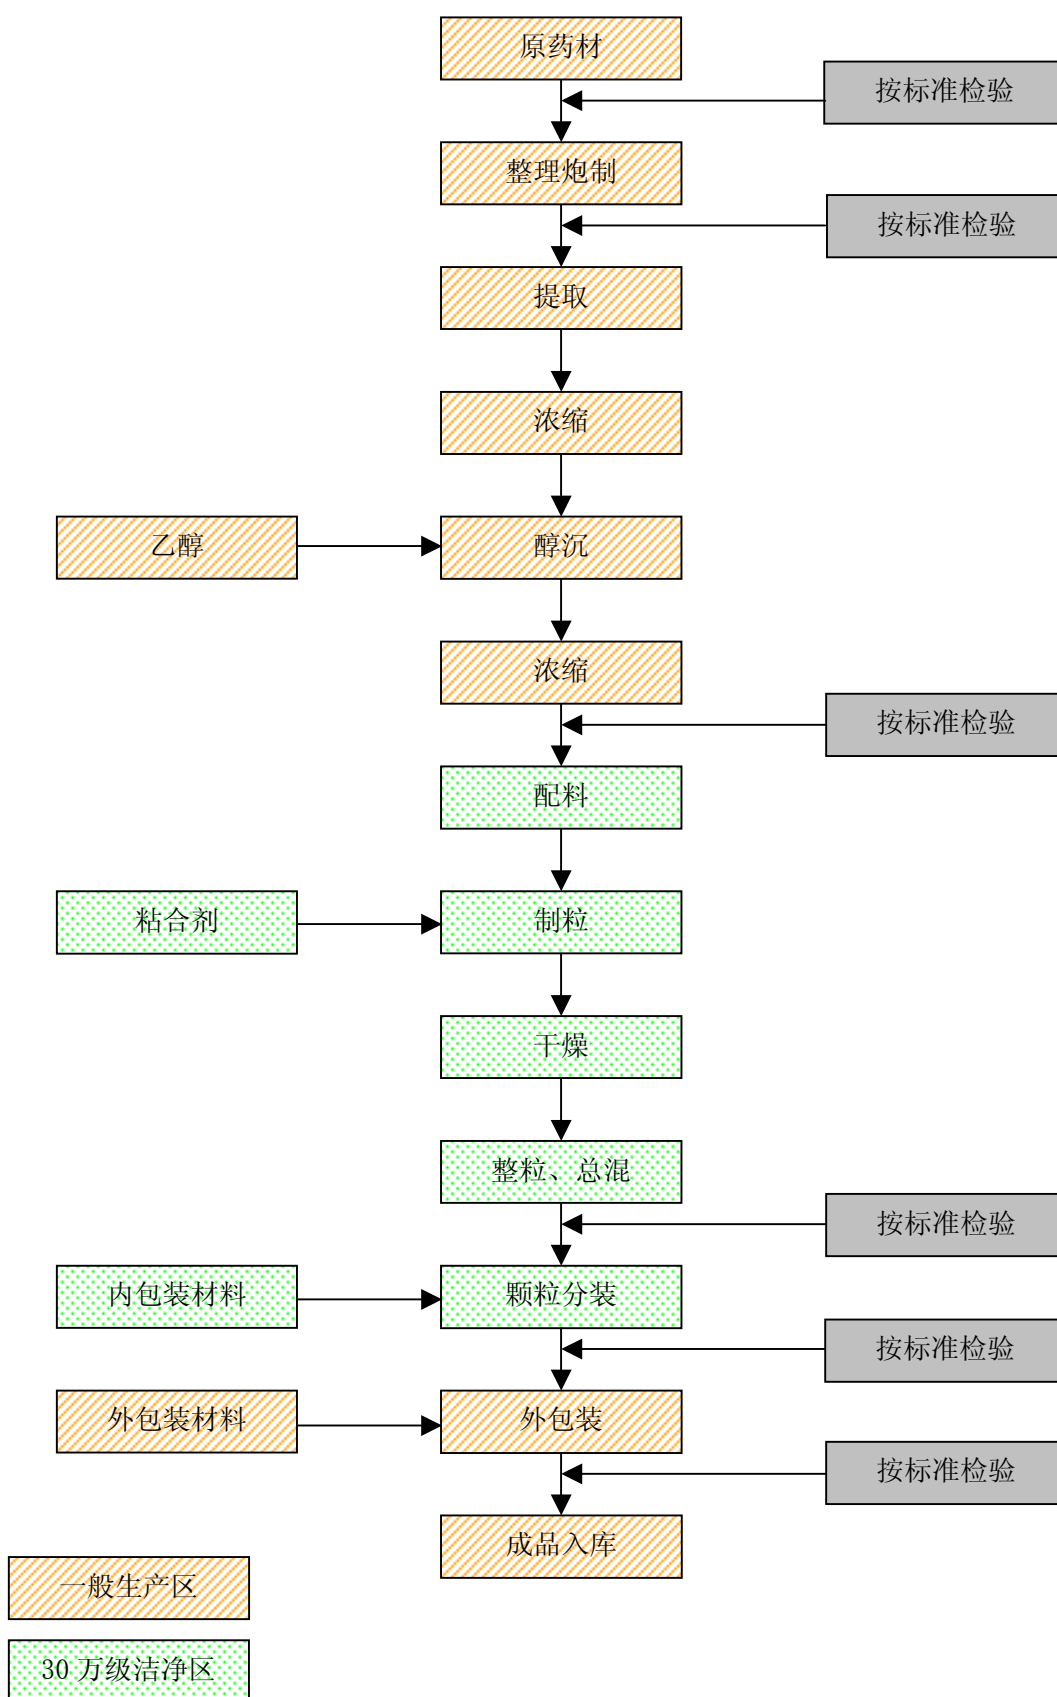 原药材
按标准检验
整理炮制
按标准检验
提取
浓缩
乙醇
醇沉
浓缩
按标准检验
配料
粘合剂
制粒
干燥
整粒、总混
按标准检验
内包装材料
颗粒分装
按标准检验
外包装材料
外包装
按标准检验
成品入库
一般生产区
30 万级洁净区